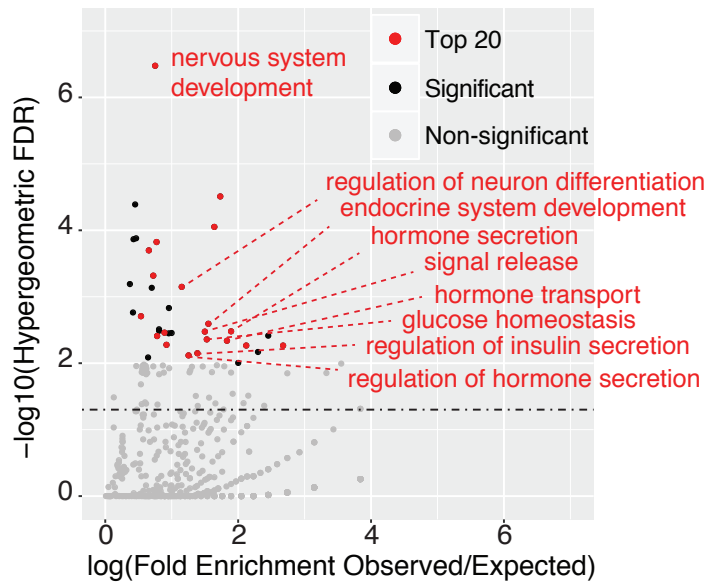 nervous system
development
Top 20
Significant
Non-significant
regulation of neuron differentiation
endocrine system development
hormone secretion
signal release
hormone transport
glucose homeostasis
regulation of insulin secretion
regulation of hormone secretion
−log10(Hypergeometric FDR)
6
4
2
0
0 2 4 6
log(Fold Enrichment Observed/Expected)